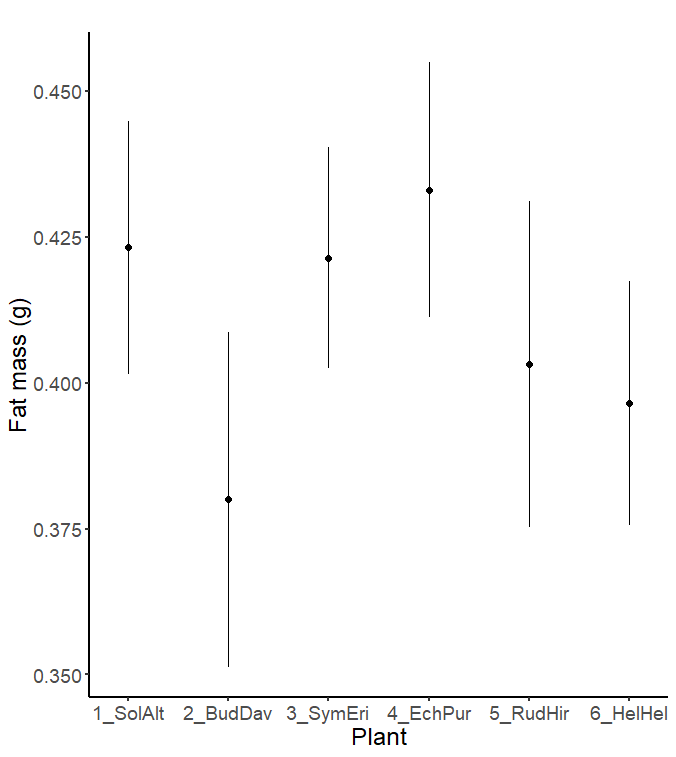 Fat mass (g)
0.450
0.425
0.400
0.375
0.350
1_SolAlt 2_BudDav 3_SymEri 4_EchPur 5_RudHir 6_HelHel
Plant